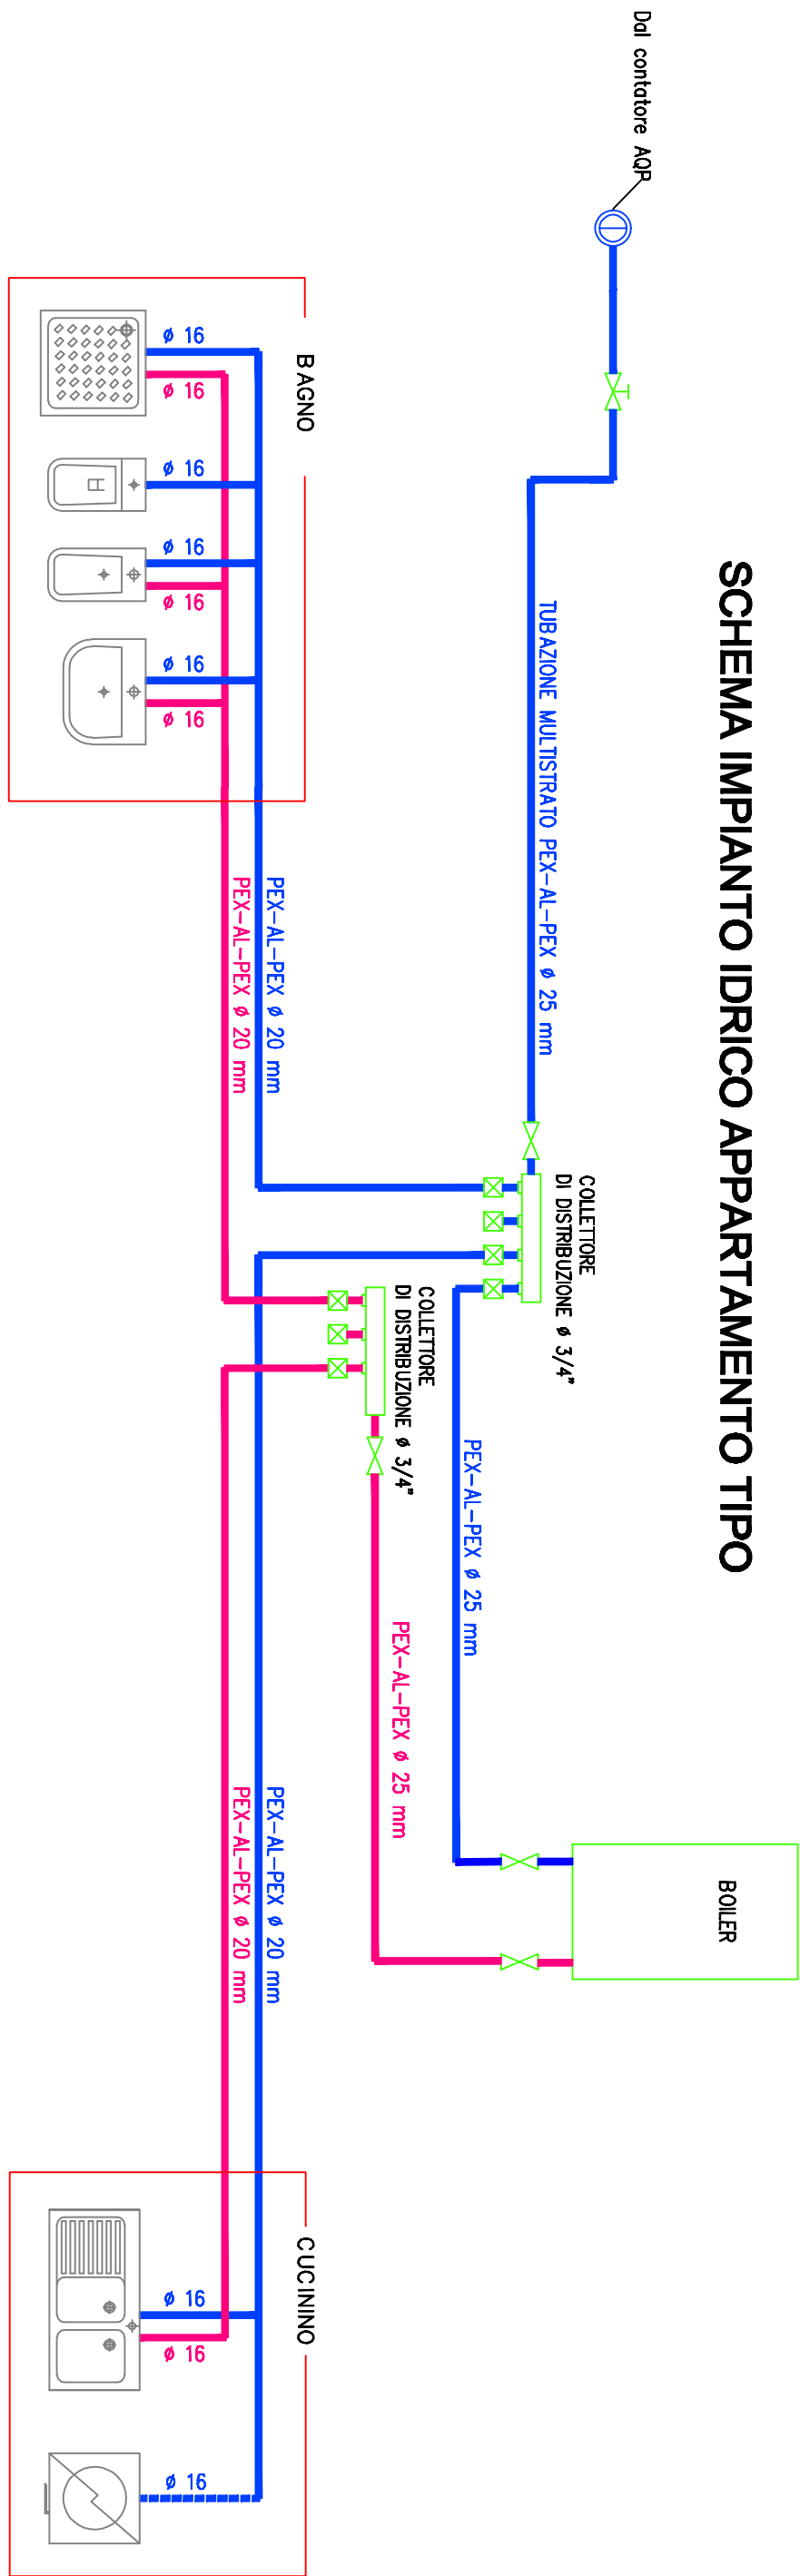 SCHEMA IMPIANTO IDRICO APPARTAMENTO TIPO
Dal contatore AQP
TUBAZIONE MULTISTRATO PEX-AL-PEX ø 25 mm
COLLETTORE
DI DISTRIBUZIONE ø 3/4"
BOILER
PEX-AL-PEX ø 25 mm
COLLETTORE
DI DISTRIBUZIONE ø 3/4"
PEX-AL-PEX ø 25 mm
BAGNO
PEX-AL-PEX ø 20 mm
PEX-AL-PEX ø 20 mm
PEX-AL-PEX ø 20 mm
PEX-AL-PEX ø 20 mm
CUCININO
ø 16
ø 16
ø 16
ø 16
ø 16
ø 16
ø 16
ø 16
ø 16
ø 16